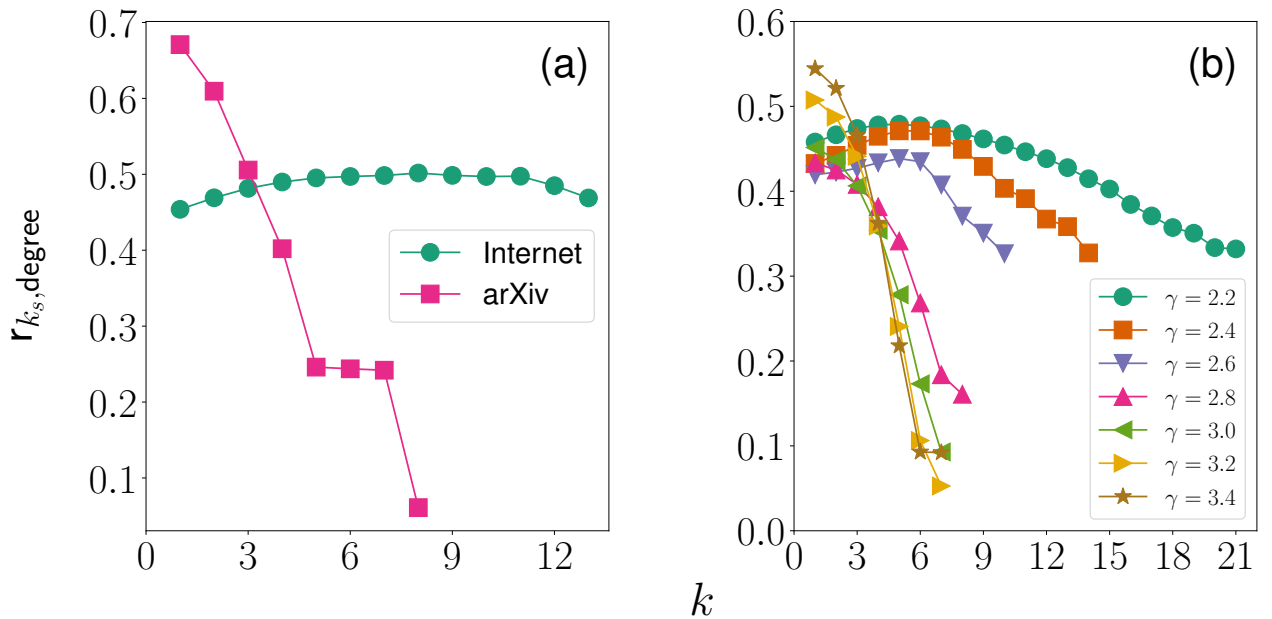 (a)
0.7
0.6
0.5
0.4
0.3
0.2
0.1
0 3 6 9 12
r_{k_s,degree}
Internet
arXiv
(b)
0.6
0.5
0.4
0.3
0.2
0.1
0.0
0 3 6 9 12 15 18 21
γ = 2.2
γ = 2.4
γ = 2.6
γ = 2.8
γ = 3.0
γ = 3.2
γ = 3.4
k